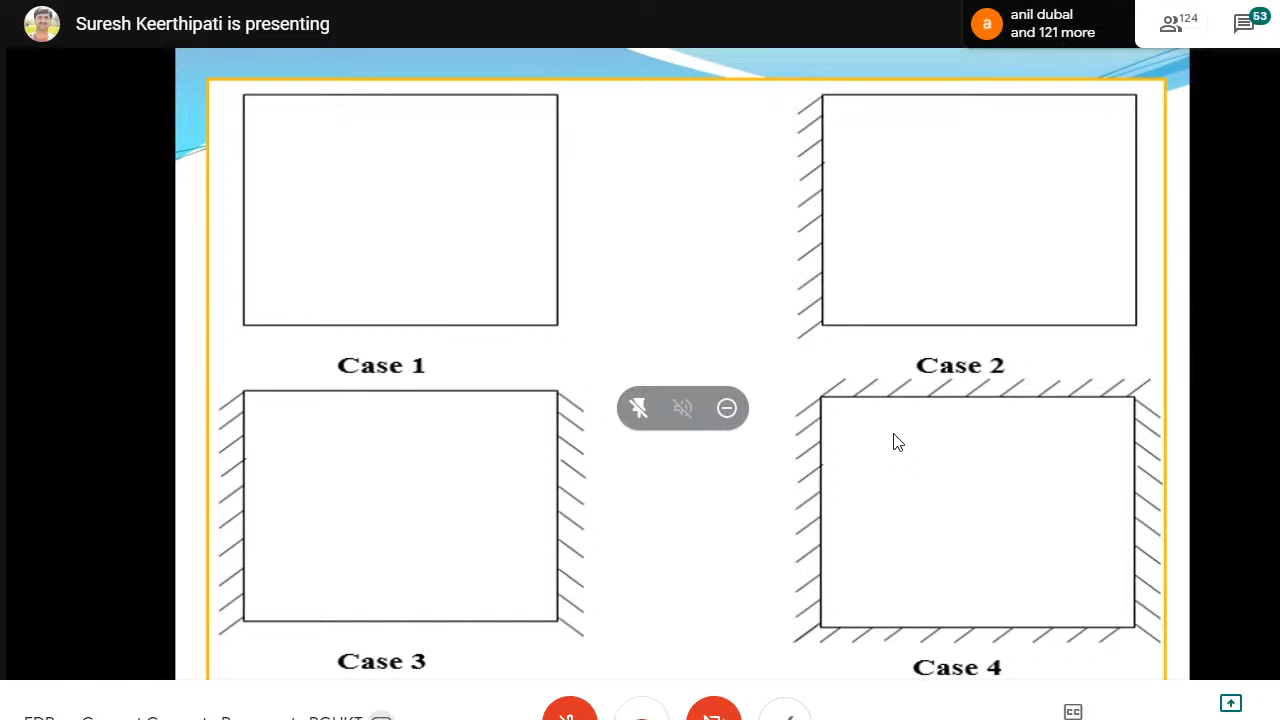 Suresh Keerthipati is presenting
a
anil dubal
and 121 more
124
53
Case 1
Case 2
Case 3
Case 4
CC